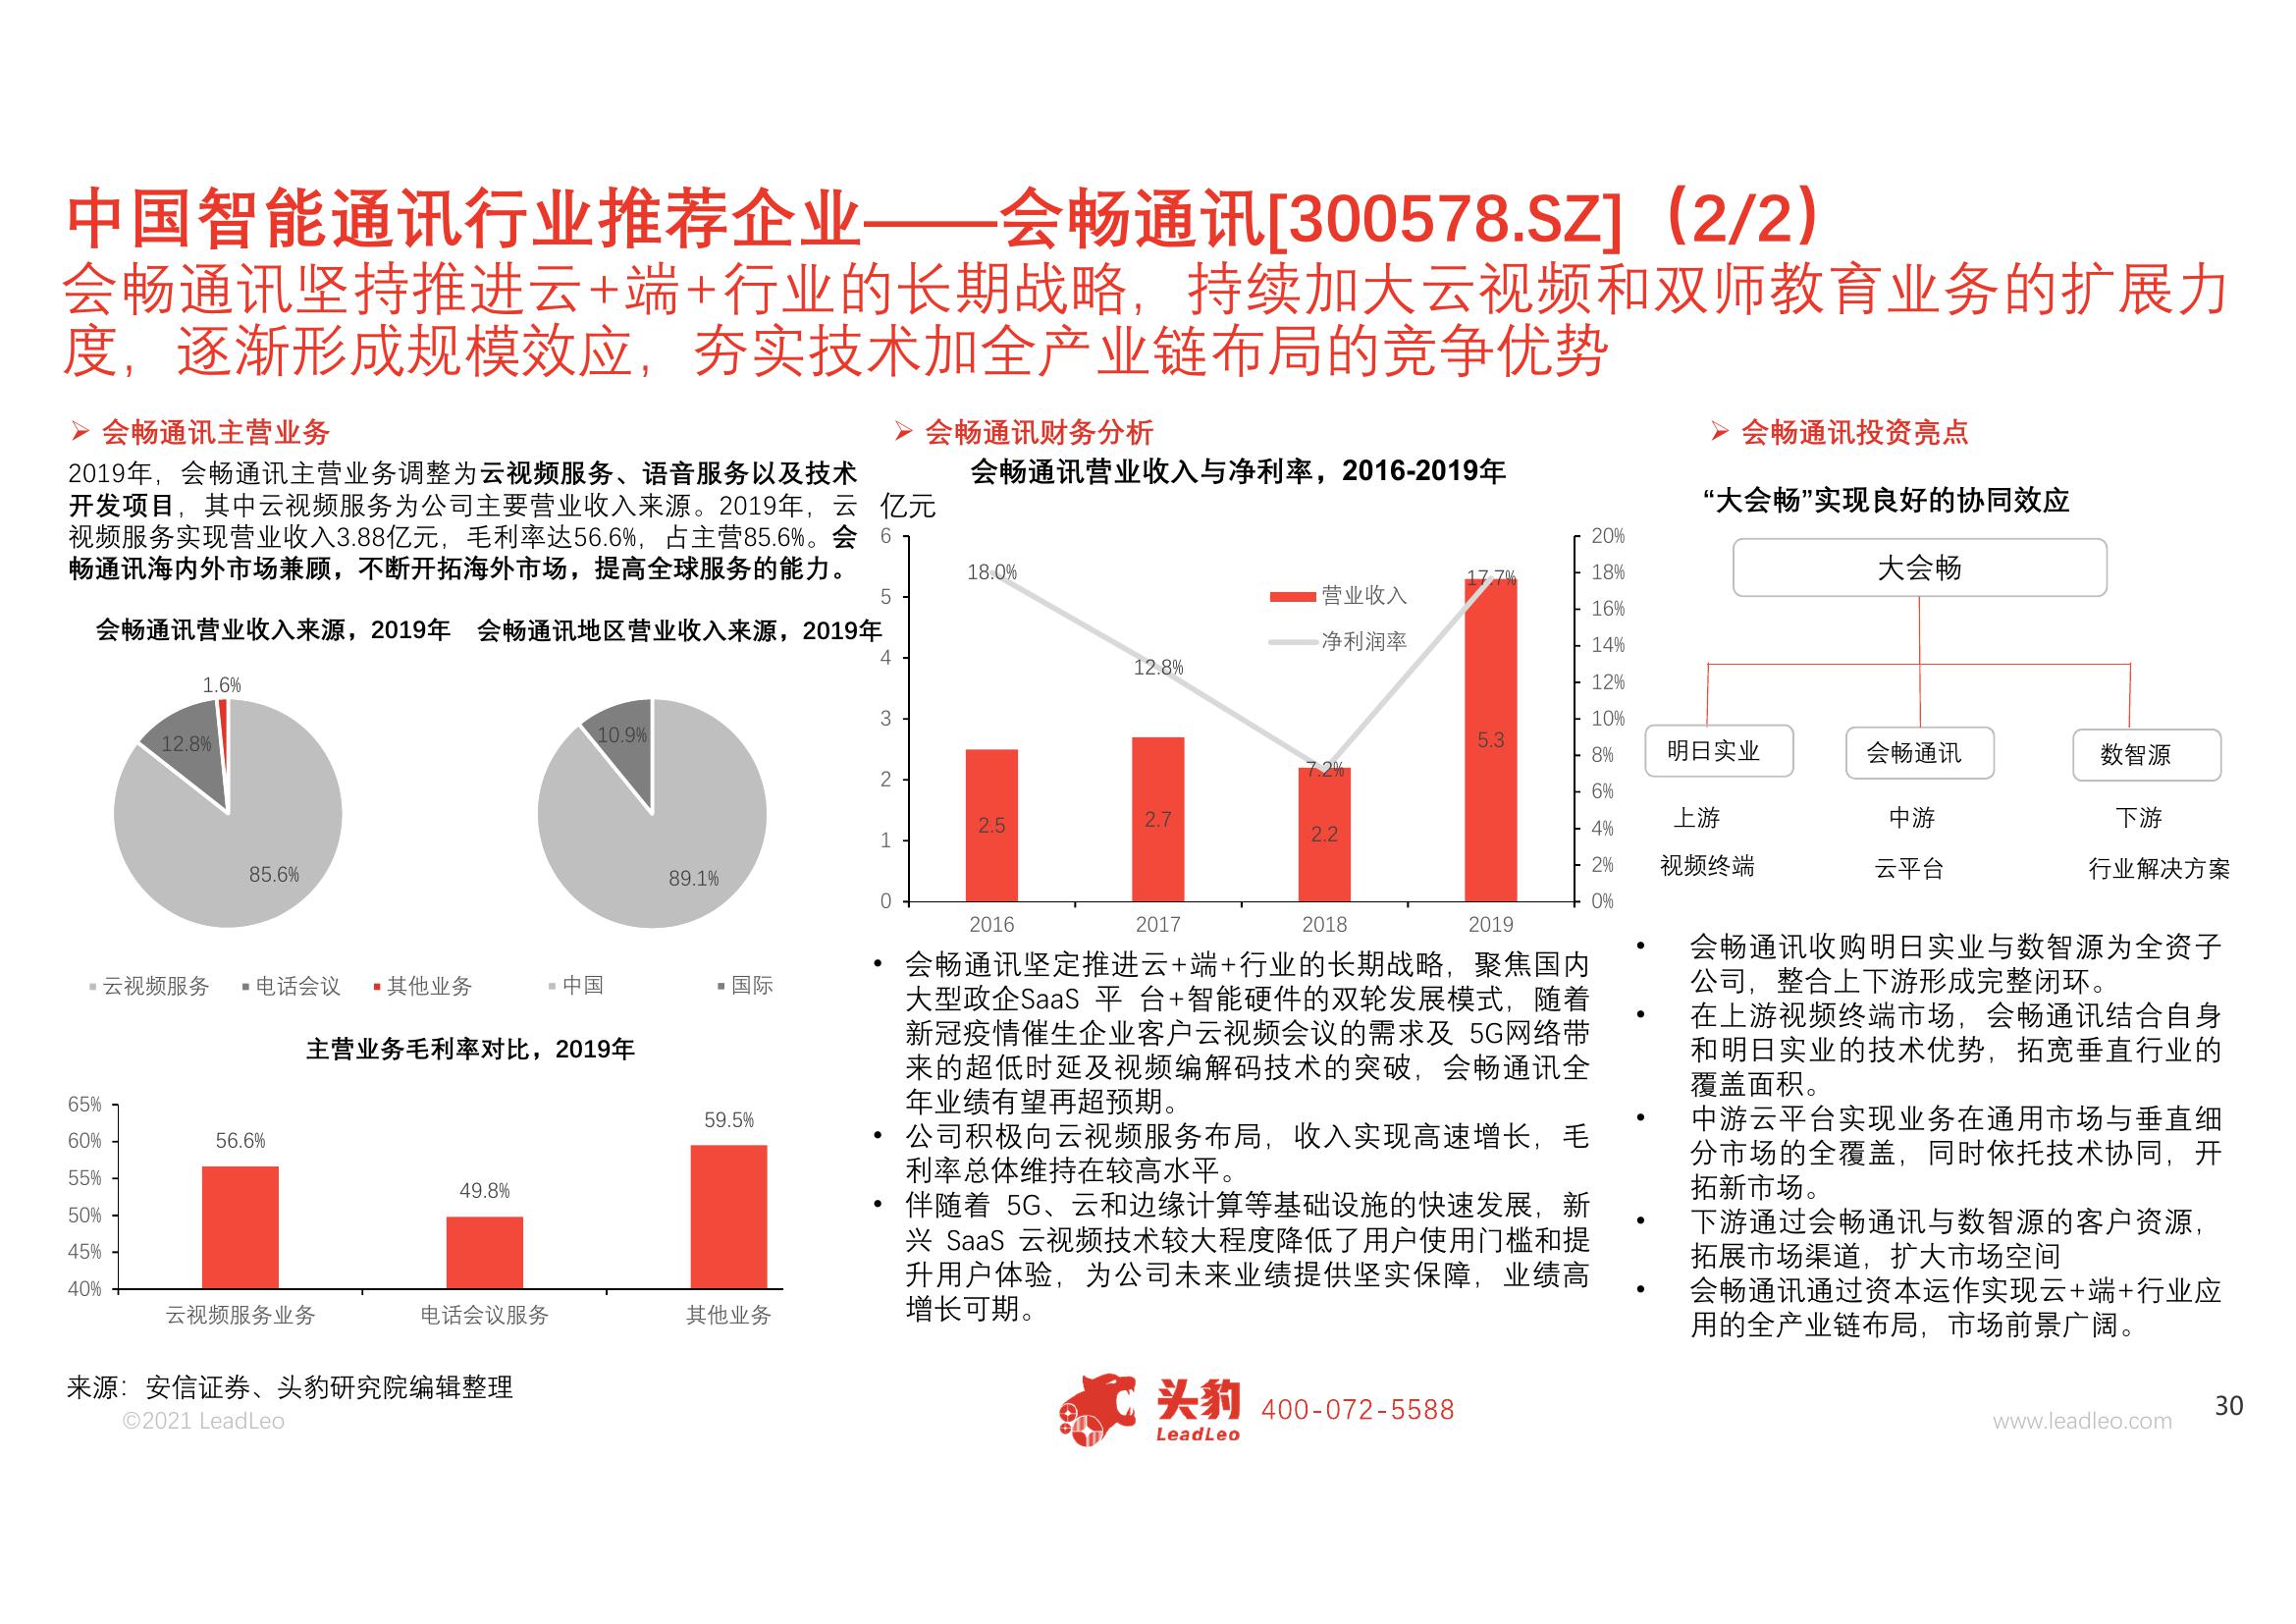 中国智能通讯行业推荐企业——会畅通讯[300578.SZ]（2/2）
会畅通讯坚持推进云+端+行业的长期战略，持续加大云视频和双师教育业务的扩展力
度，逐渐形成规模效应，夯实技术加全产业链布局的竞争优势
➢ 会畅通讯主营业务
2019年，会畅通讯主营业务调整为云视频服务、语音服务以及技术
开发项目，其中云视频服务为公司主要营业收入来源。2019年，云
视频服务实现营业收入3.88亿元，毛利率达56.6%，占主营85.6%。会
畅通讯海内外市场兼顾，不断开拓海外市场，提高全球服务的能力。
会畅通讯营业收入来源，2019年
1.6%
12.8%
85.6%
云视频服务 电话会议 其他业务
会畅通讯地区营业收入来源，2019年
10.9%
89.1%
中国 国际
主营业务毛利率对比，2019年
65%
60%
55%
50%
45%
40%
56.6%
49.8%
59.5%
云视频服务业务 电话会议服务 其他业务
➢ 会畅通讯财务分析
会畅通讯营业收入与净利率，2016-2019年
亿元
6
5
4
3
2
1
0
20%
18%
16%
14%
12%
10%
8%
6%
4%
2%
0%
18.0%
12.8%
7.2%
17.7%
营业收入
净利润率
2.5
2.7
2.2
5.3
2016 2017 2018 2019
• 会畅通讯坚定推进云+端+行业的长期战略，聚焦国内
大型政企SaaS 平 台+智能硬件的双轮发展模式，随着
新冠疫情催生企业客户云视频会议的需求及 5G网络带
来的超低时延及视频编解码技术的突破，会畅通讯全
年业绩有望再超预期。
• 公司积极向云视频服务布局，收入实现高速增长，毛
利率总体维持在较高水平。
• 伴随着 5G、云和边缘计算等基础设施的快速发展，新
兴 SaaS 云视频技术较大程度降低了用户使用门槛和提
升用户体验，为公司未来业绩提供坚实保障，业绩高
增长可期。
➢ 会畅通讯投资亮点
“大会畅”实现良好的协同效应
大会畅
明日实业 会畅通讯 数智源
上游 中游 下游
视频终端 云平台 行业解决方案
• 会畅通讯收购明日实业与数智源为全资子
公司，整合上下游形成完整闭环。
• 在上游视频终端市场，会畅通讯结合自身
和明日实业的技术优势，拓宽垂直行业的
覆盖面积。
• 中游云平台实现业务在通用市场与垂直细
分市场的全覆盖，同时依托技术协同，开
拓新市场。
• 下游通过会畅通讯与数智源的客户资源，
拓展市场渠道，扩大市场空间
• 会畅通讯通过资本运作实现云+端+行业应
用的全产业链布局，市场前景广阔。
来源：安信证券、头豹研究院编辑整理
©2021 LeadLeo
头豹
LeadLeo
400-072-5588
www.leadleo.com
30